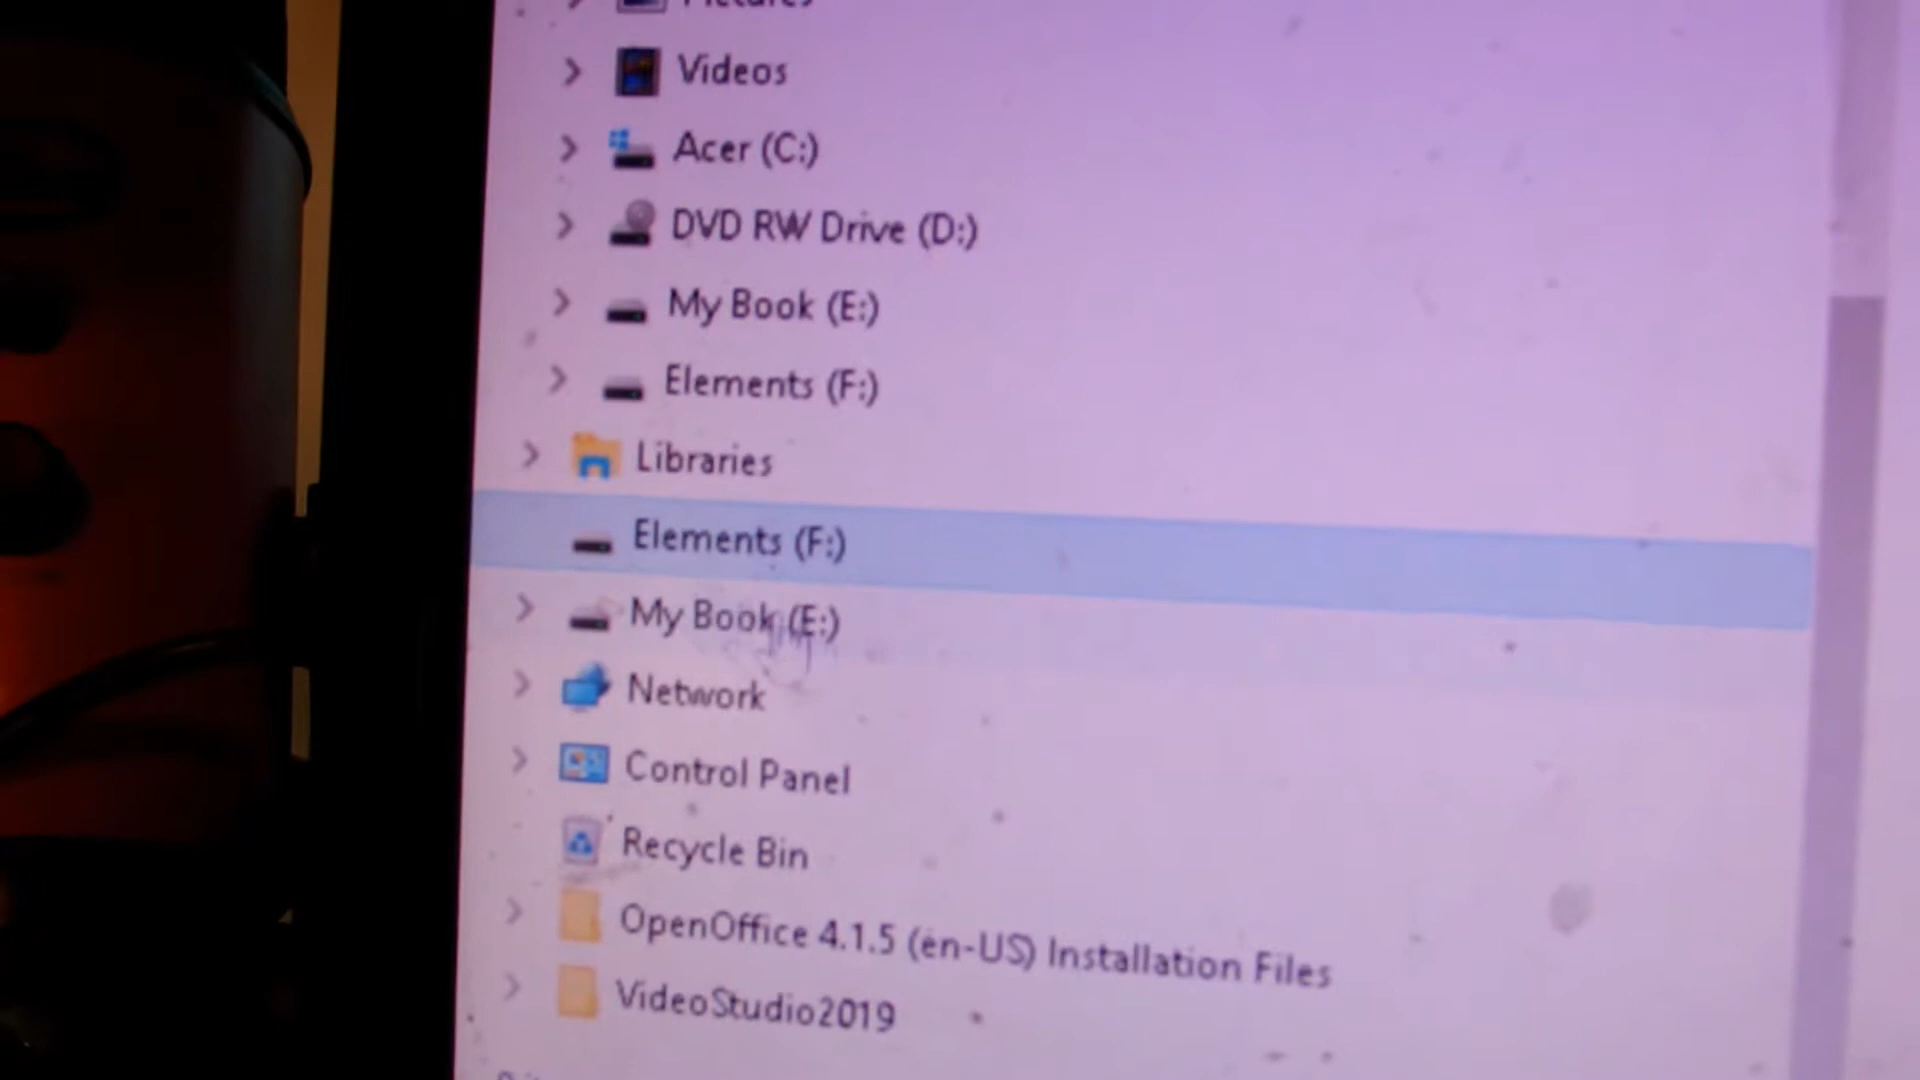 Pictures
Videos
Acer (C:)
DVD RW Drive (D:)
My Book (E:)
Elements (F:)
Libraries
Elements (F:)
My Book (E:)
Network
Control Panel
Recycle Bin
OpenOffice 4.1.5 (en-US) Installation Files
VideoStudio2019